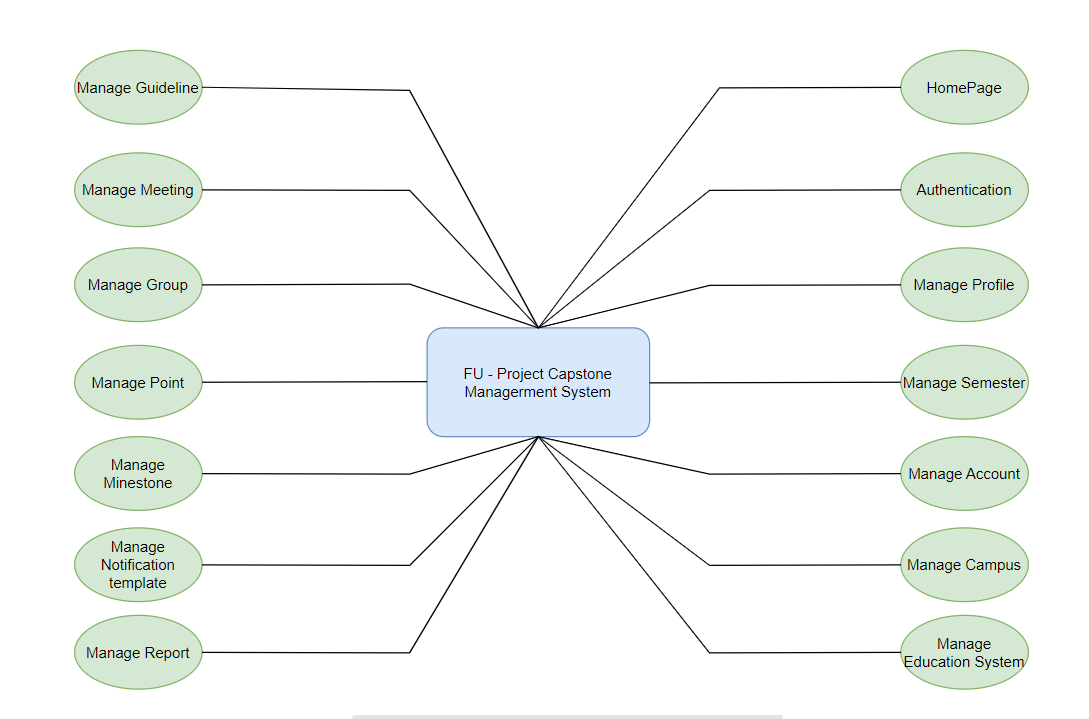 Manage Guideline
HomePage
Manage Meeting
Authentication
Manage Group
Manage Profile
FU - Project Capstone
Managerment System
Manage Point
Manage Semester
Manage
Minestone
Manage Account
Manage
Notification
template
Manage Campus
Manage Report
Manage
Education System